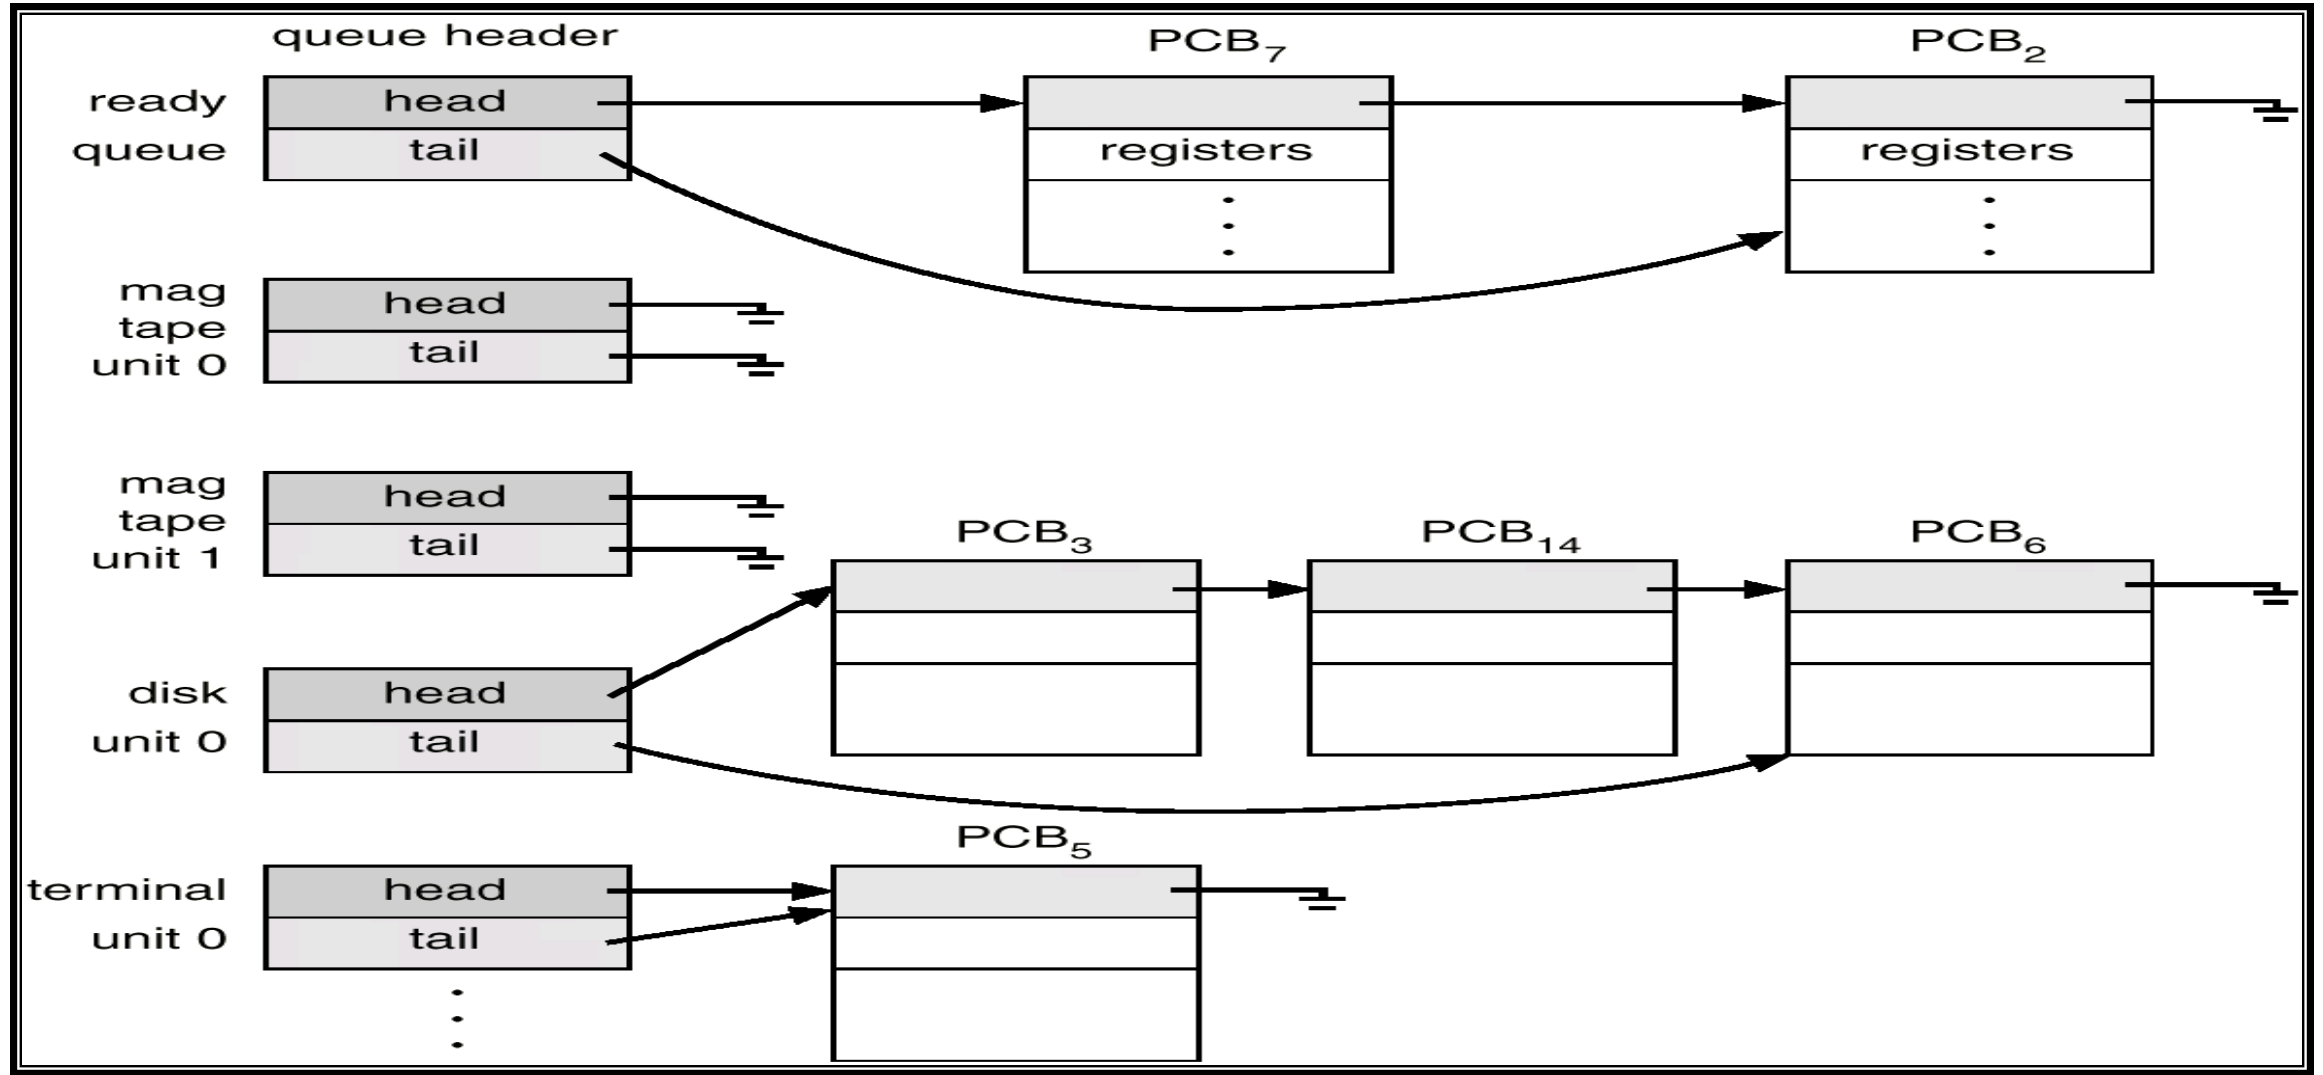 queue header
PCB7
PCB2
ready
queue
head
tail
registers
registers
mag
tape
unit 0
head
tail
mag
tape
unit 1
head
tail
PCB3
PCB14
PCB6
disk
unit 0
head
tail
PCB5
terminal
unit 0
head
tail